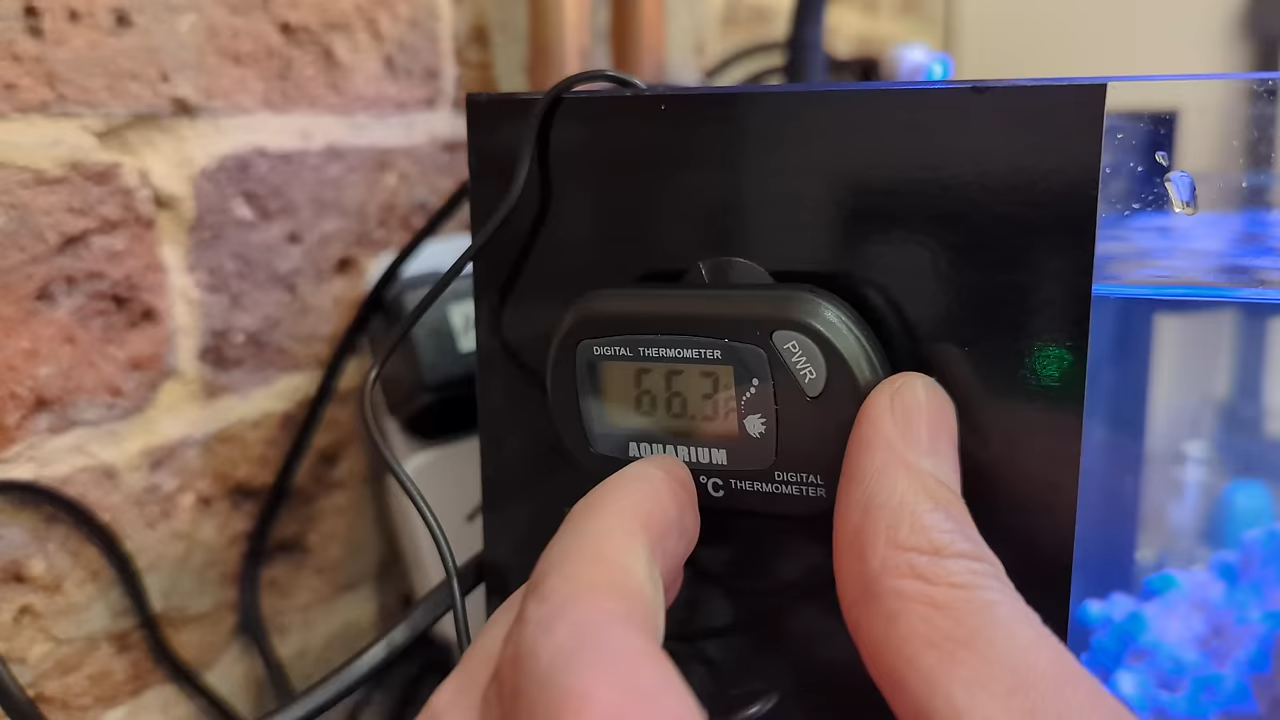 DIGITAL THERMOMETER
PWR
66.3
AQUARIUM
°C
DIGITAL
THERMOMETER